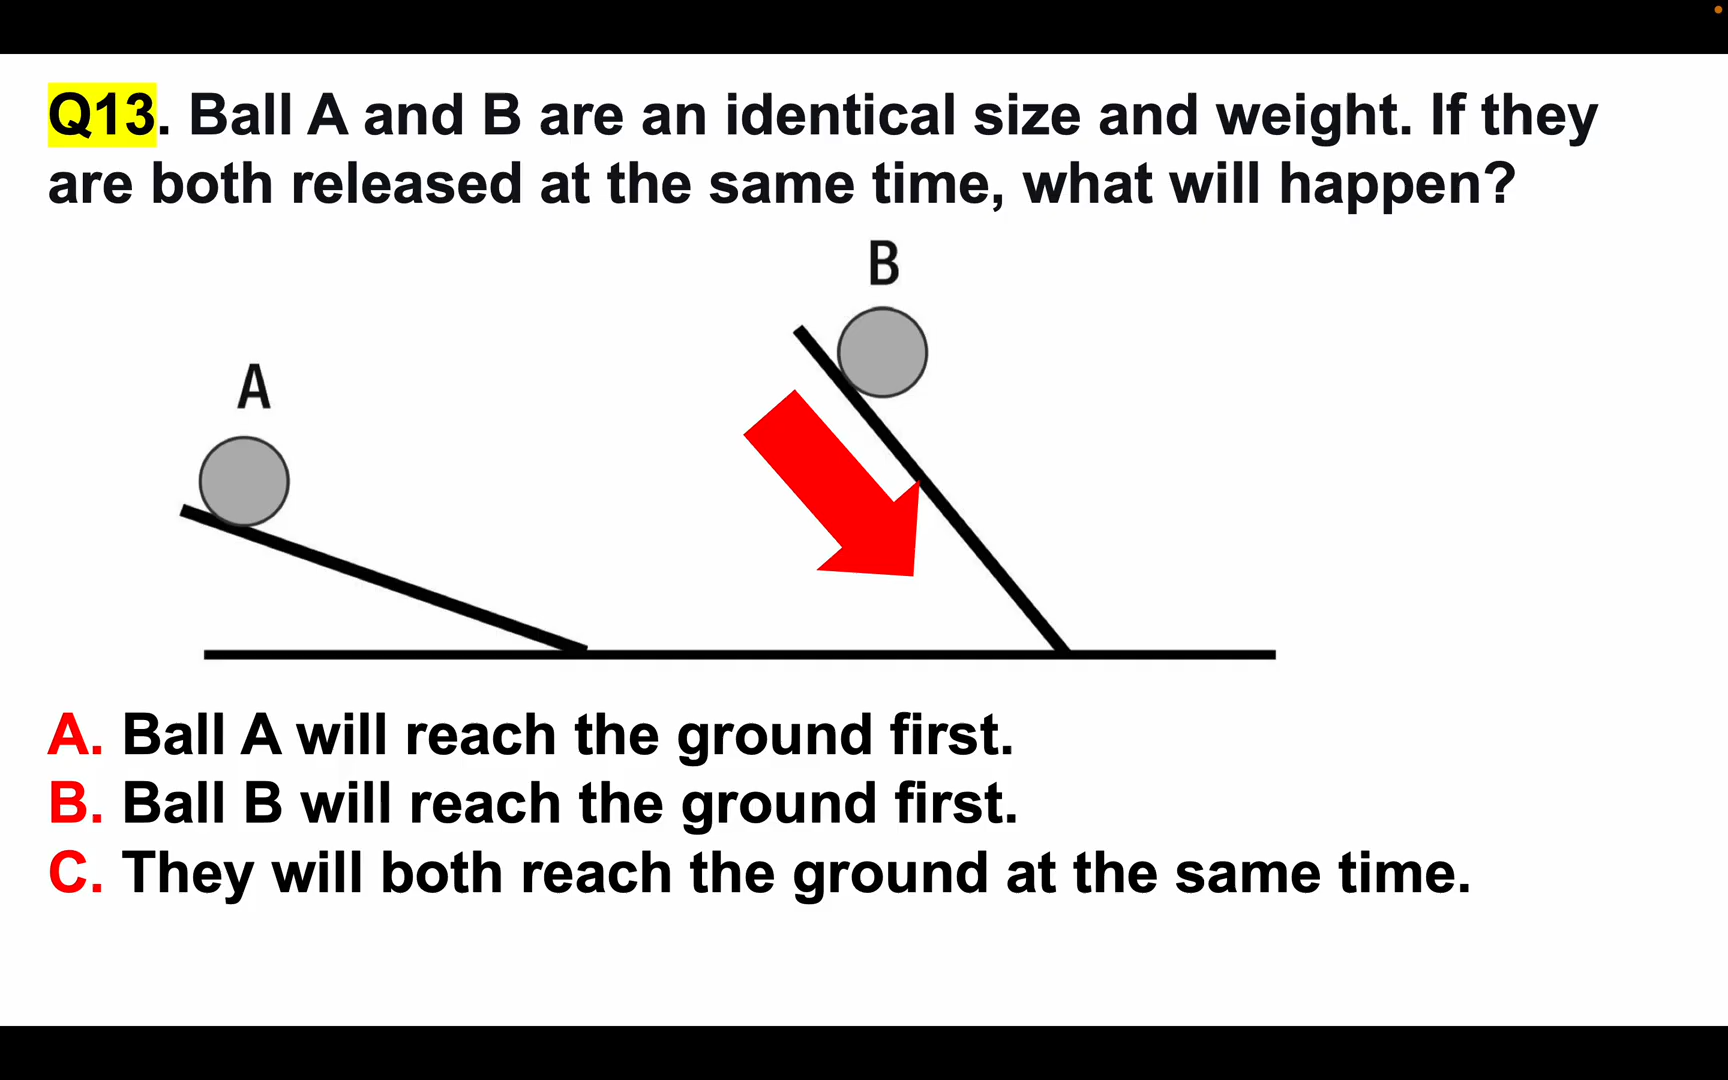 Q13. Ball A and B are an identical size and weight. If they
are both released at the same time, what will happen?
B
A
A. Ball A will reach the ground first.
B. Ball B will reach the ground first.
C. They will both reach the ground at the same time.